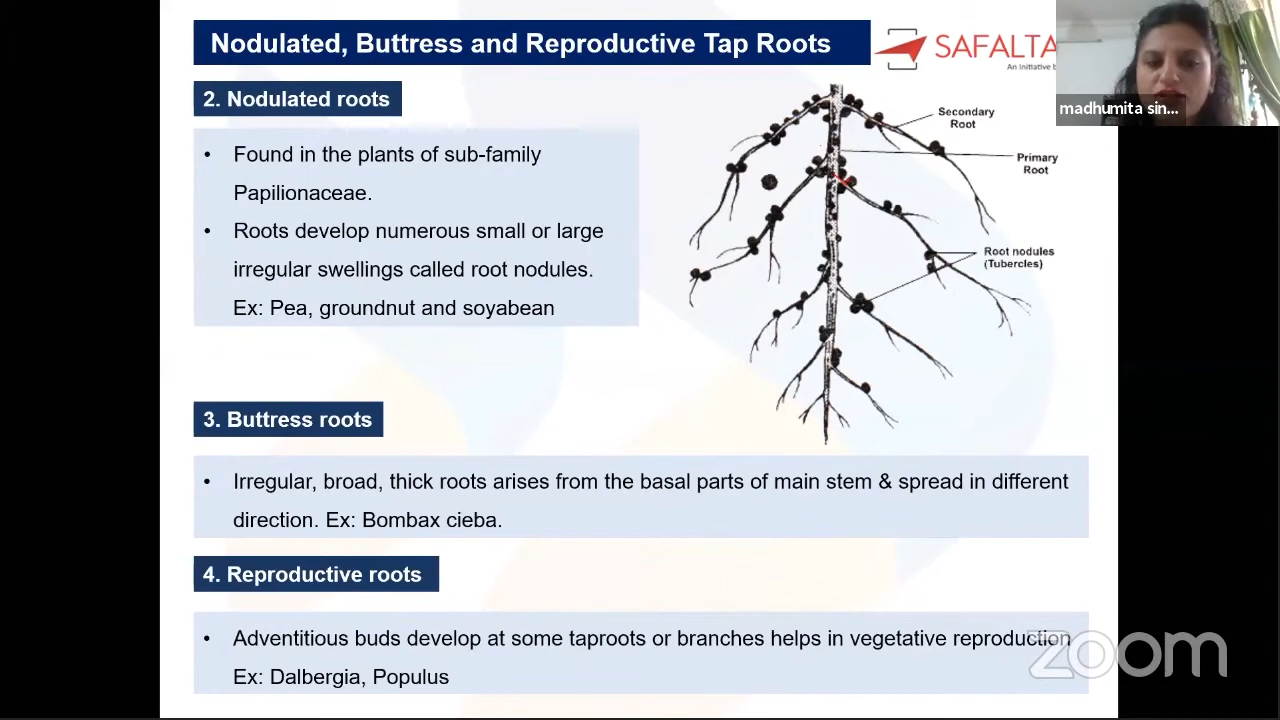 Nodulated, Buttress and Reproductive Tap Roots
SAFALTA
An Initiative b
madhumita sin...
2. Nodulated roots
• Found in the plants of sub-family
Papilionaceae.
• Roots develop numerous small or large
irregular swellings called root nodules.
Ex: Pea, groundnut and soyabean
Secondary
Root
Primary
Root
Root nodules
(Tubercles)
3. Buttress roots
• Irregular, broad, thick roots arises from the basal parts of main stem & spread in different
direction. Ex: Bombax cieba.
4. Reproductive roots
• Adventitious buds develop at some taproots or branches helps in vegetative reproduction
Ex: Dalbergia, Populus
zoom